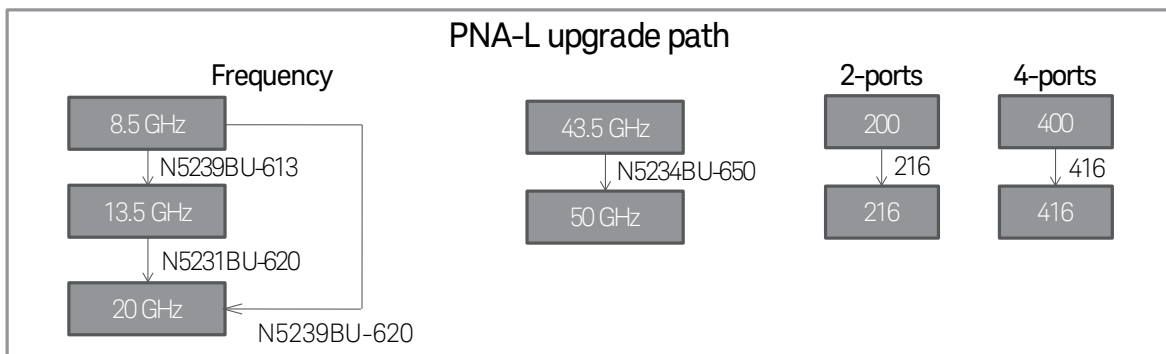 PNA-L upgrade path
Frequency
8.5 GHz
N5239BU-613
13.5 GHz
N5231BU-620
20 GHz
N5239BU-620
43.5 GHz
N5234BU-650
50 GHz
2-ports
200
216
216
4-ports
400
416
416